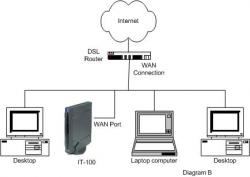 Internet
DSL
Router
WAN
Connection
WAN Port
Desktop
IT-100
Laptop computer
Desktop
Diagram B